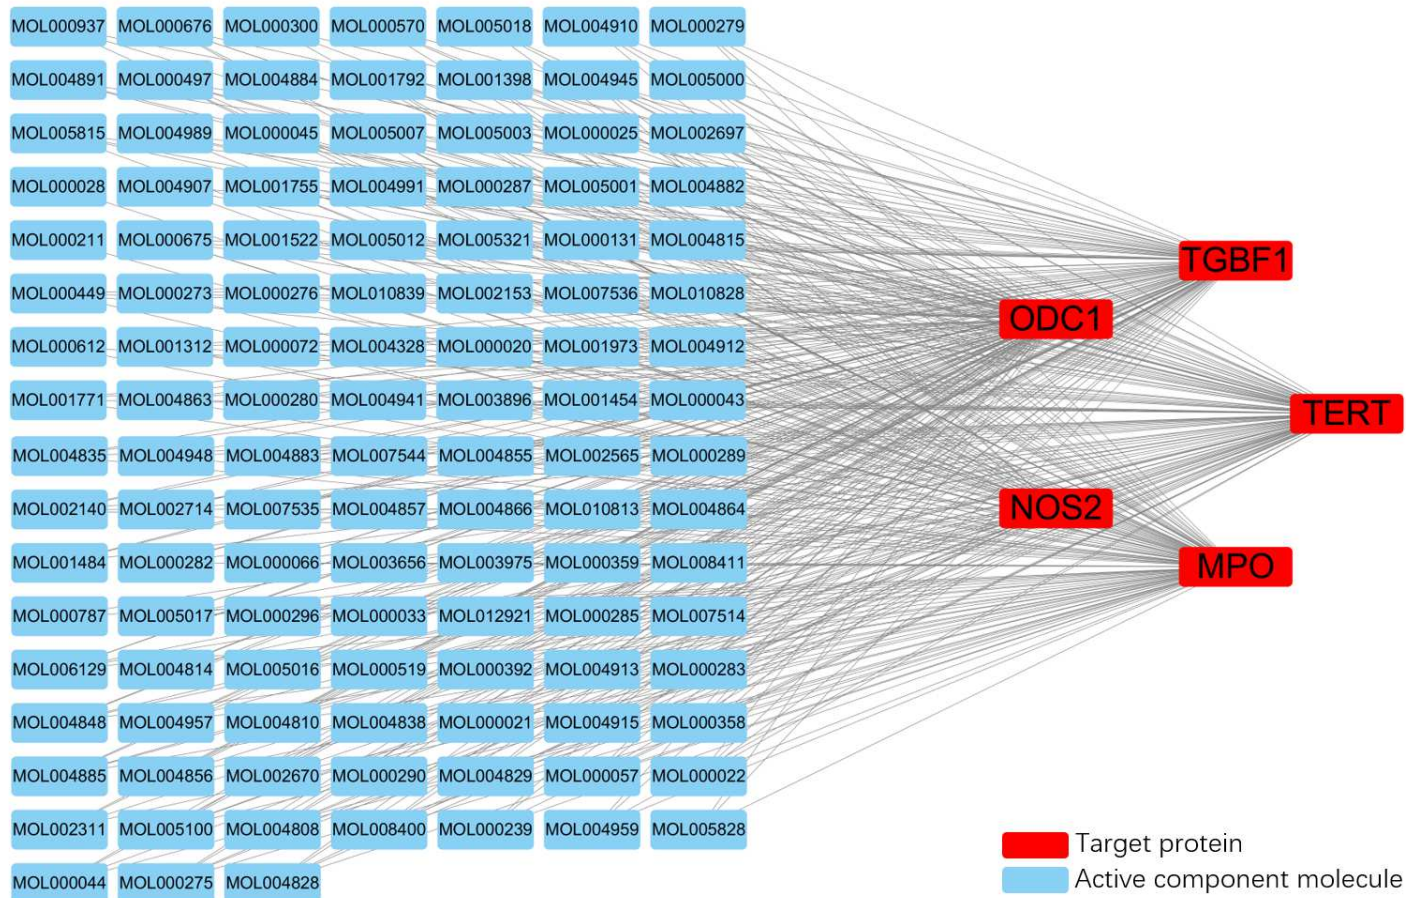 MOL000937 MOL000676 MOL000300 MOL000570 MOL005018 MOL004910 MOL000279
MOL004891 MOL000497 MOL004884 MOL001792 MOL001398 MOL004945 MOL005000
MOL005815 MOL004989 MOL000045 MOL005007 MOL005003 MOL000025 MOL002697
MOL000028 MOL004907 MOL001755 MOL004991 MOL000287 MOL005001 MOL004882
MOL000211 MOL000675 MOL001522 MOL005012 MOL005321 MOL000131 MOL004815
TGBF1
MOL000449 MOL000273 MOL000276 MOL010839 MOL002153 MOL007536 MOL010828
ODC1
MOL000612 MOL001312 MOL000072 MOL004328 MOL000020 MOL001973 MOL004912
MOL001771 MOL004863 MOL000280 MOL004941 MOL003896 MOL001454 MOL000043
TERT
MOL004835 MOL004948 MOL004883 MOL007544 MOL004855 MOL002565 MOL000289
MOL002140 MOL002714 MOL007535 MOL004857 MOL004866 MOL010813 MOL004864
NOS2
MOL001484 MOL000282 MOL000066 MOL003656 MOL003975 MOL000359 MOL008411
MPO
MOL000787 MOL005017 MOL000296 MOL000033 MOL012921 MOL000285 MOL007514
MOL006129 MOL004814 MOL005016 MOL000519 MOL000392 MOL004913 MOL000283
MOL004848 MOL004957 MOL004810 MOL004838 MOL000021 MOL004915 MOL000358
MOL004885 MOL004856 MOL002670 MOL000290 MOL004829 MOL000057 MOL000022
MOL002311 MOL005100 MOL004808 MOL008400 MOL000239 MOL004959 MOL005828
MOL000044 MOL000275 MOL004828
Target protein
Active component molecule